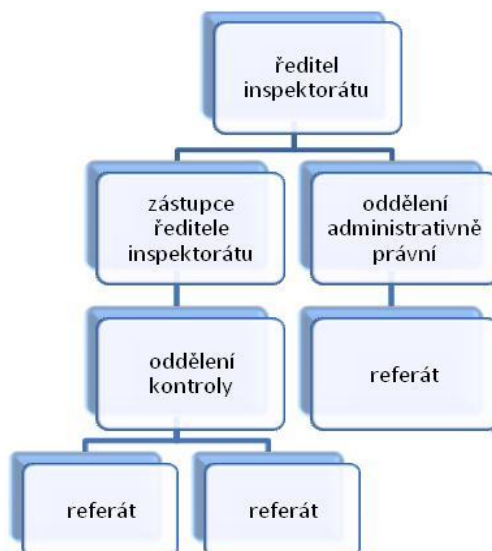 ředitel
inspektorátu
zástupce
ředitele
inspektorátu
oddělení
administrativně
právní
oddělení
kontroly
referát
referát
referát